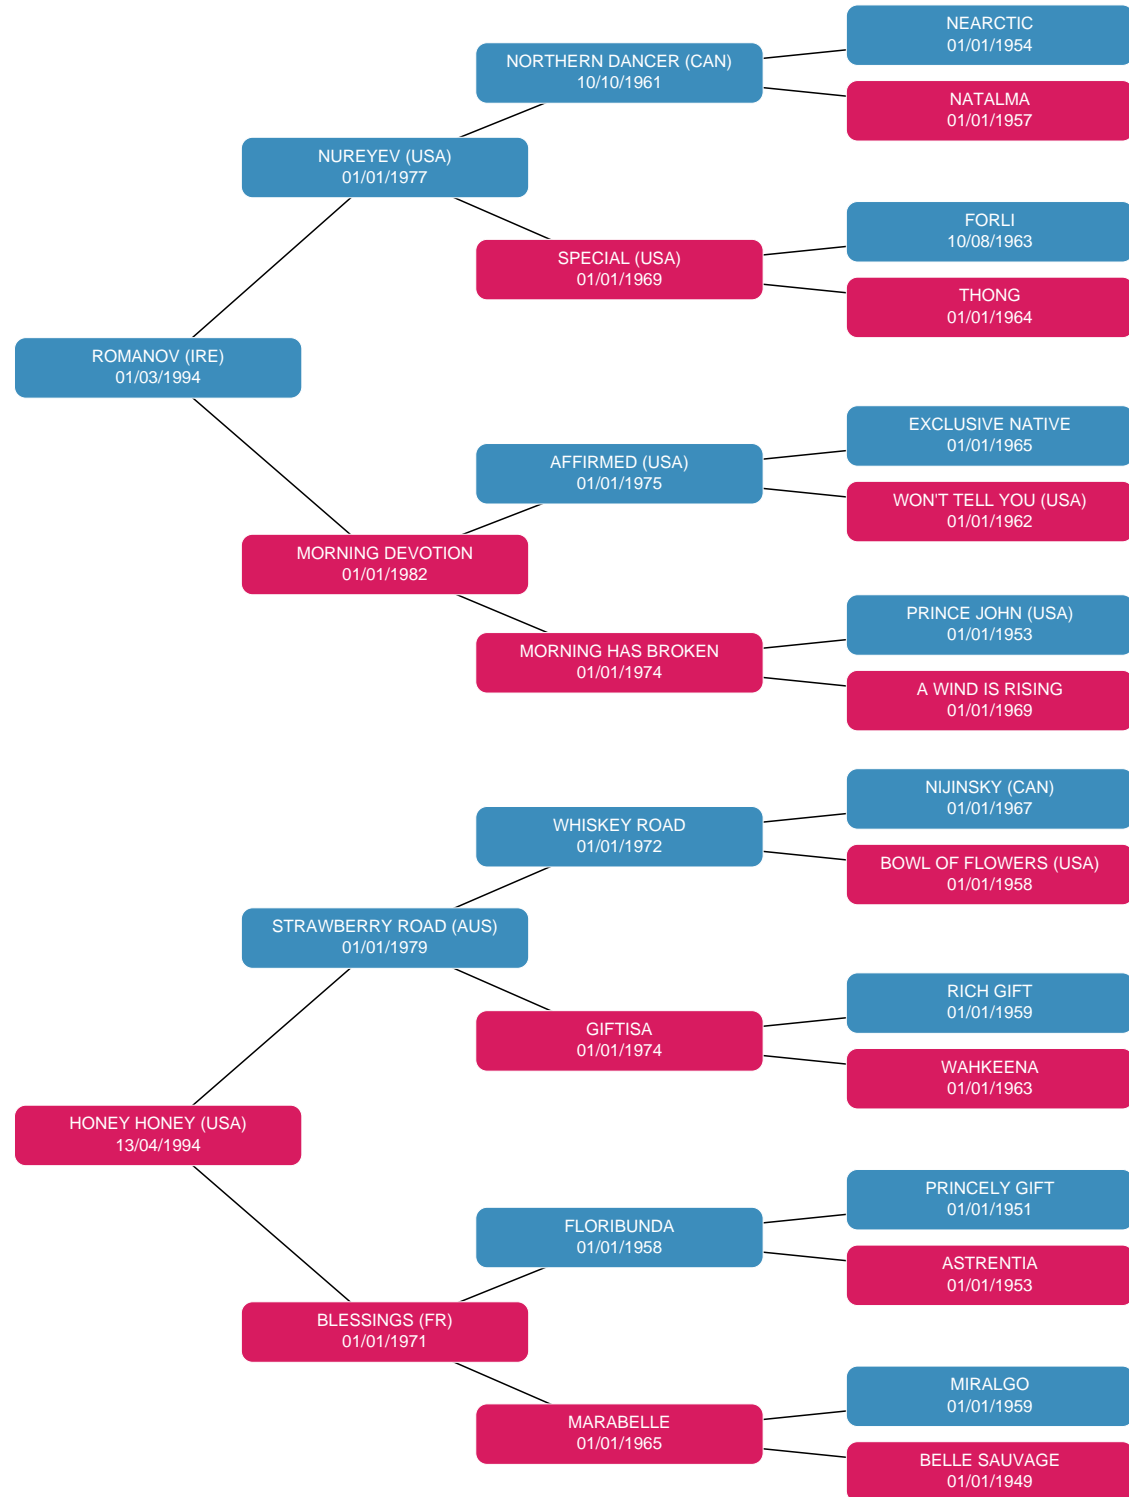 NEARCTIC
01/01/1954
NORTHERN DANCER (CAN)
10/10/1961
NATALMA
01/01/1957
NUREYEV (USA)
01/01/1977
FORLI
10/08/1963
SPECIAL (USA)
01/01/1969
THONG
01/01/1964
ROMANOV (IRE)
01/03/1994
EXCLUSIVE NATIVE
01/01/1965
AFFIRMED (USA)
01/01/1975
WON'T TELL YOU (USA)
01/01/1962
MORNING DEVOTION
01/01/1982
PRINCE JOHN (USA)
01/01/1953
MORNING HAS BROKEN
01/01/1974
A WIND IS RISING
01/01/1969
NIJINSKY (CAN)
01/01/1967
WHISKEY ROAD
01/01/1972
BOWL OF FLOWERS (USA)
01/01/1958
STRAWBERRY ROAD (AUS)
01/01/1979
RICH GIFT
01/01/1959
GIFTISA
01/01/1974
WAHKEENA
01/01/1963
HONEY HONEY (USA)
13/04/1994
PRINCELY GIFT
01/01/1951
FLORIBUNDA
01/01/1958
ASTRENTIA
01/01/1953
BLESSINGS (FR)
01/01/1971
MIRALGO
01/01/1959
MARABELLE
01/01/1965
BELLE SAUVAGE
01/01/1949